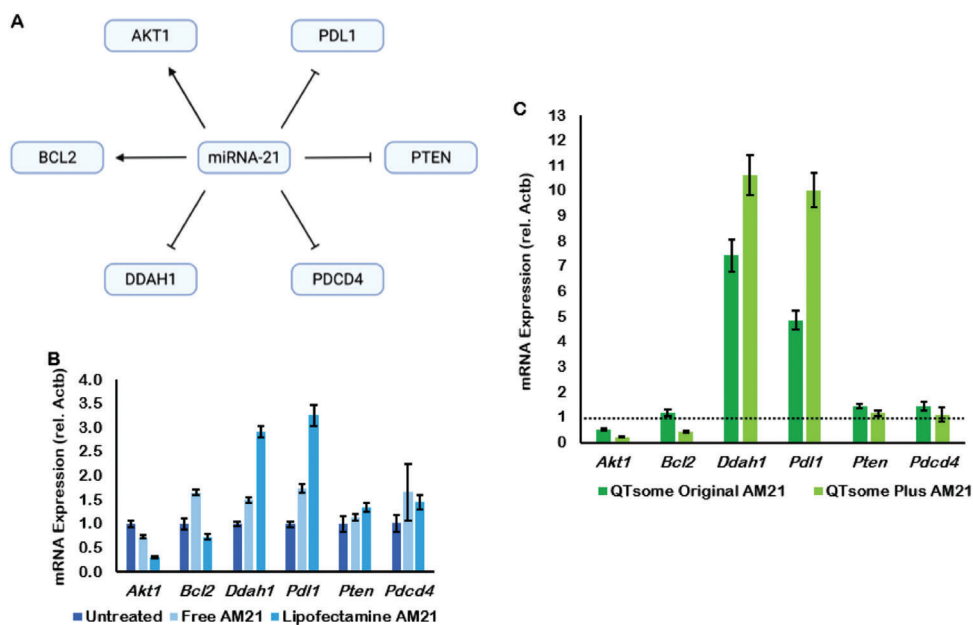 A
AKT1
PDL1
BCL2
miRNA-21
PTEN
DDAH1
PDCD4
B
mRNA Expression (rel. Actb)
4.0
3.5
3.0
2.5
2.0
1.5
1.0
0.5
0.0
Akt1 Bcl2 Ddah1 Pdl1 Pten Pdcd4
Untreated Free AM21 Lipofectamine AM21
C
mRNA Expression (rel. Actb)
13
12
11
10
9
8
7
6
5
4
3
2
1
0
Akt1 Bcl2 Ddah1 Pdl1 Pten Pdcd4
QTsome Original AM21 QTsome Plus AM21